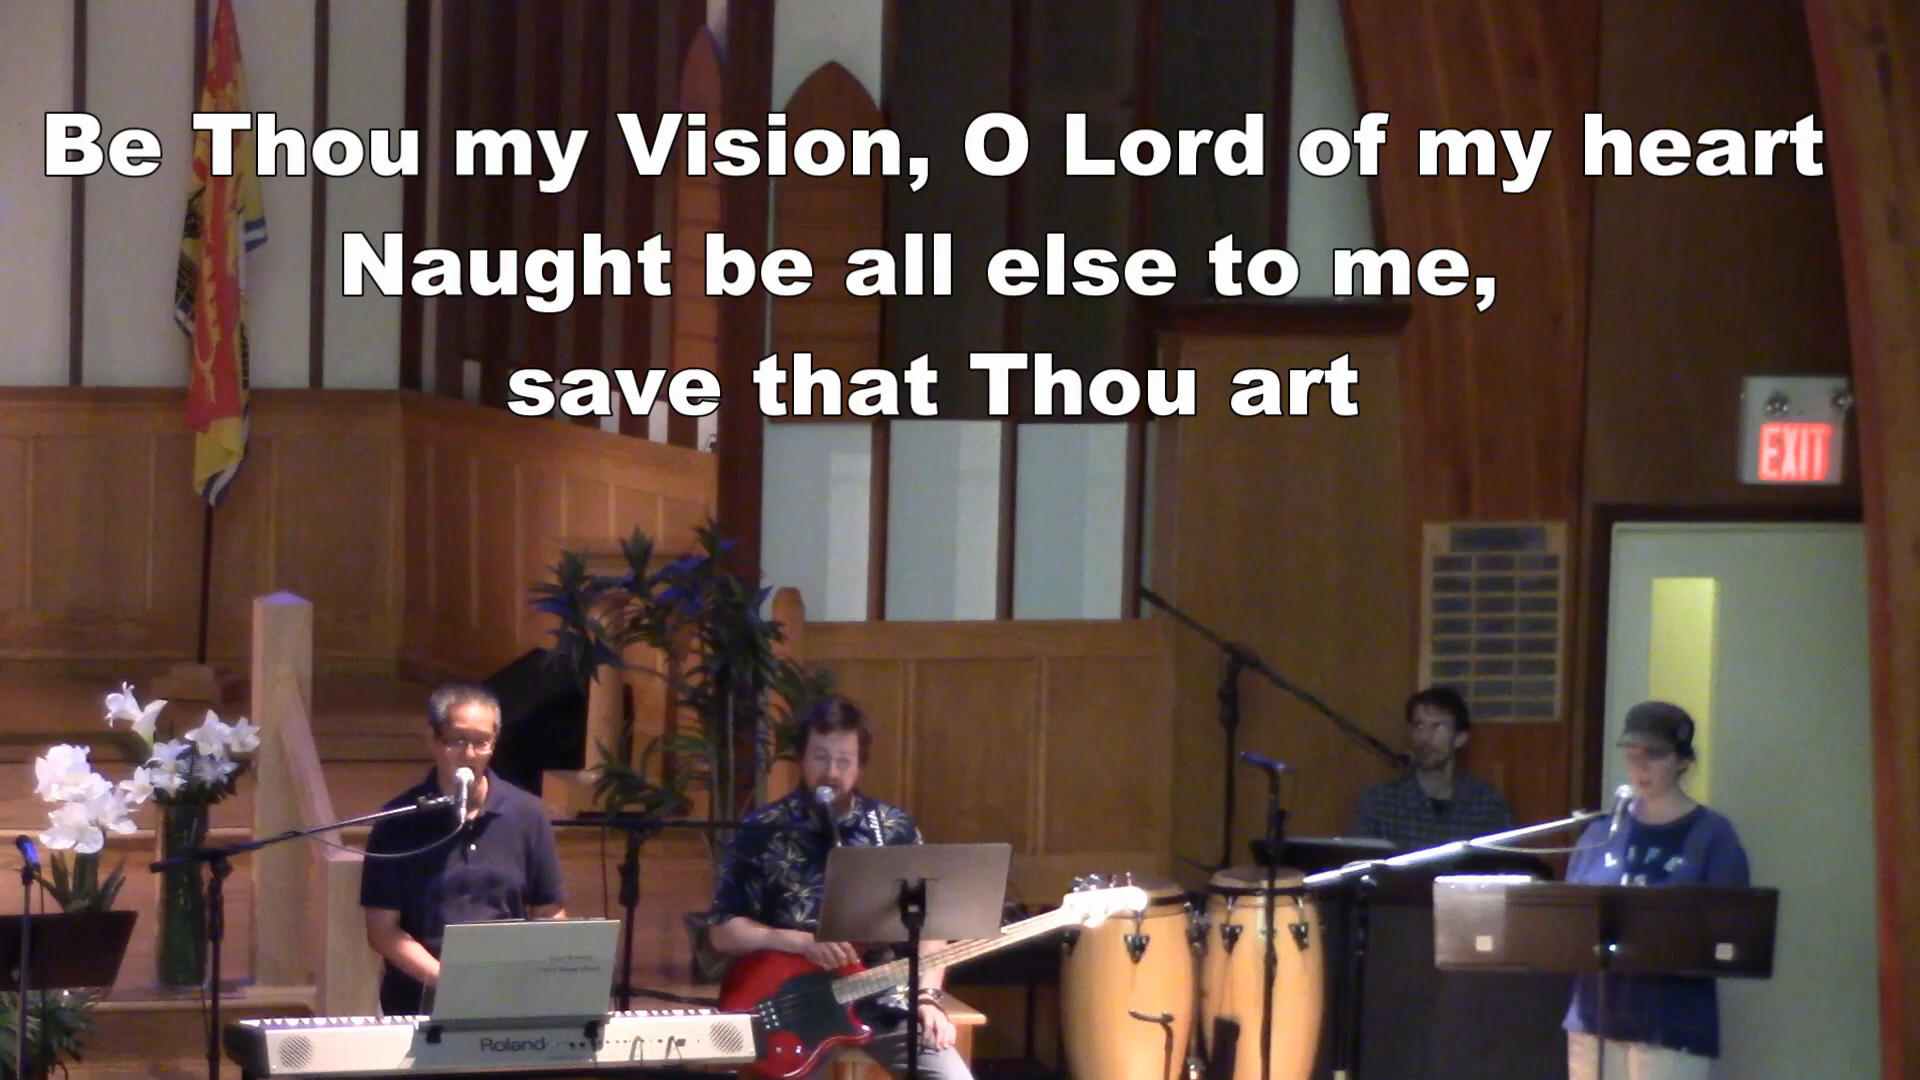 Be Thou my Vision, O Lord of my heart
Naught be all else to me,
save that Thou art
EXIT
LIFE
Roland